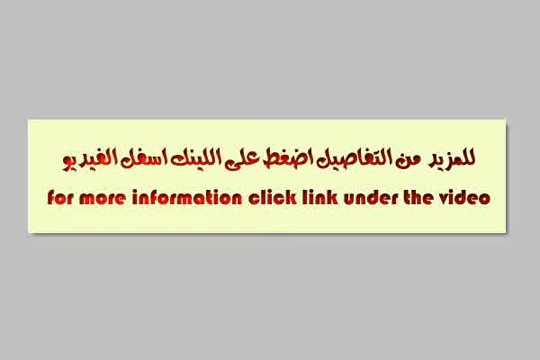 للمزيد من التفاصيل اضغط على اللينك اسفل الفيديو
for more information click link under the video